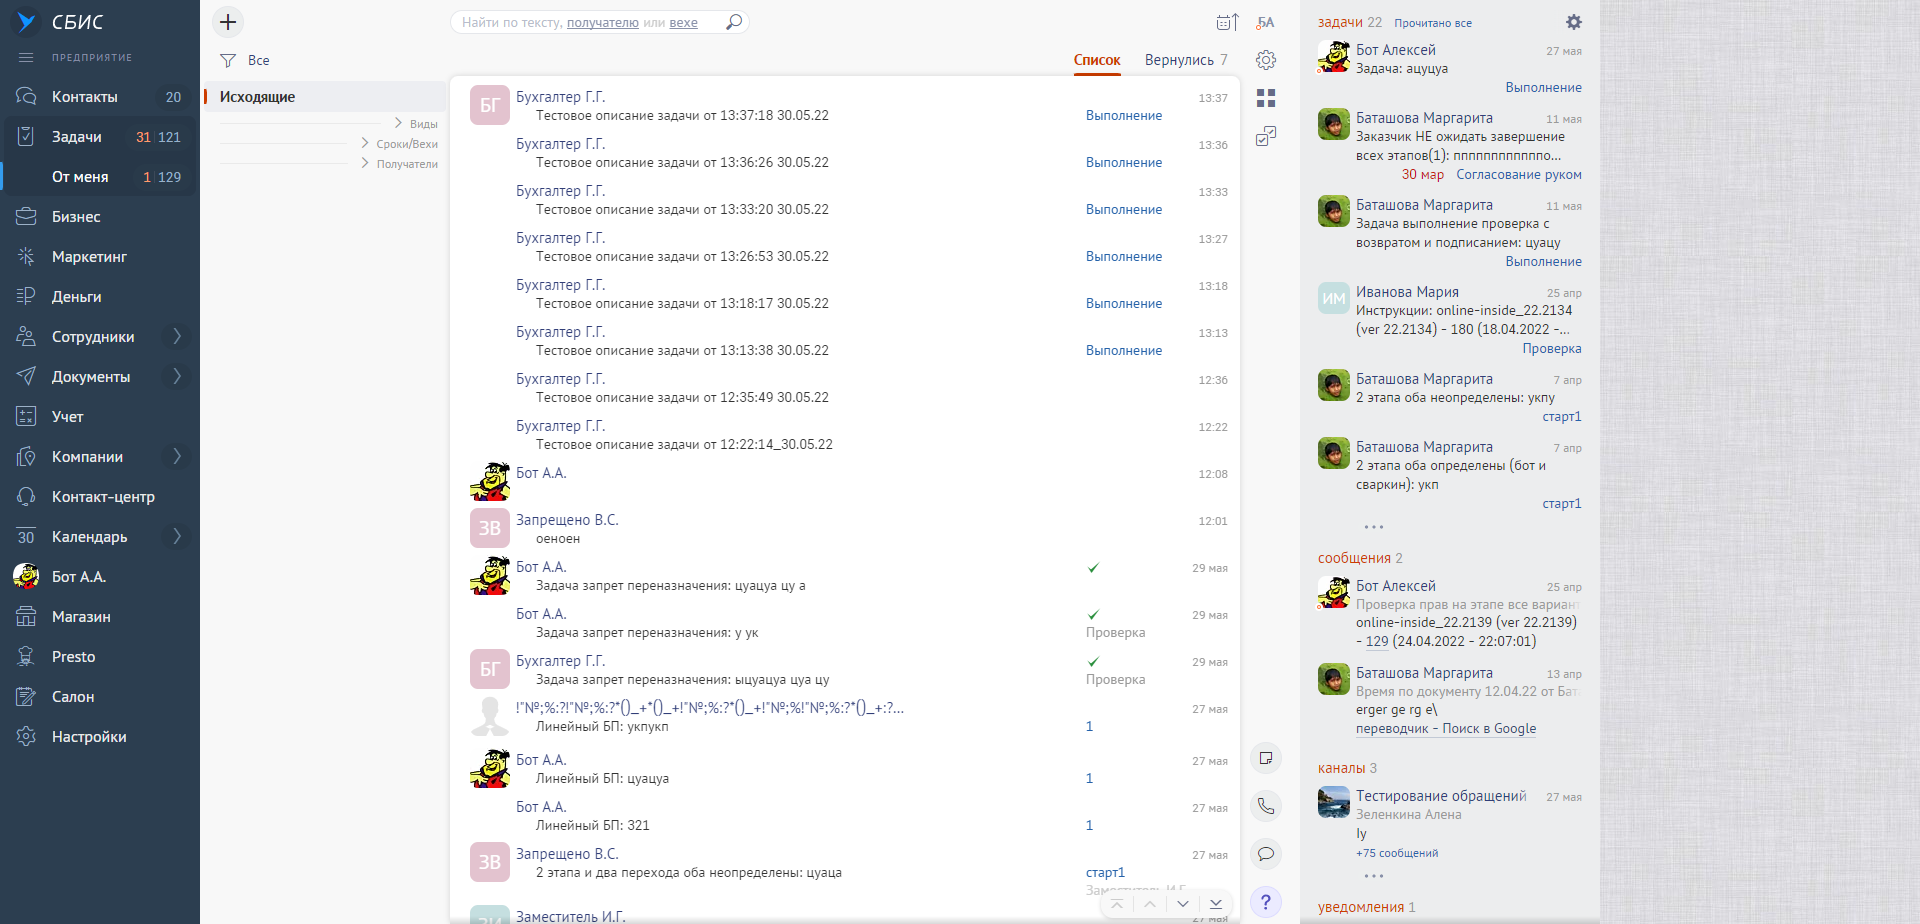 СБИС
ПРЕДПРИЯТИЕ
Контакты 20
Задачи 31 121
От меня 1 129
Бизнес
Маркетинг
Деньги
Сотрудники
Документы
Учет
Компании
Контакт-центр
30 Календарь
Бот А.А.
Магазин
Presto
Салон
Настройки
Все
Исходящие
Виды
Сроки/Вехи
Получатели
Найти по тексту, получателю или вехе
Список Вернулись 7
БГ Бухгалтер Г.Г. 13:37
Тестовое описание задачи от 13:37:18 30.05.22 Выполнение
Бухгалтер Г.Г. 13:36
Тестовое описание задачи от 13:36:26 30.05.22 Выполнение
Бухгалтер Г.Г. 13:33
Тестовое описание задачи от 13:33:20 30.05.22 Выполнение
Бухгалтер Г.Г. 13:27
Тестовое описание задачи от 13:26:53 30.05.22 Выполнение
Бухгалтер Г.Г. 13:18
Тестовое описание задачи от 13:18:17 30.05.22 Выполнение
Бухгалтер Г.Г. 13:13
Тестовое описание задачи от 13:13:38 30.05.22 Выполнение
Бухгалтер Г.Г. 12:36
Тестовое описание задачи от 12:35:49 30.05.22
Бухгалтер Г.Г. 12:22
Тестовое описание задачи от 12:22:14_30.05.22
Бот А.А. 12:08
ЗВ Запрещено В.С. 12:01
оеноен
Бот А.А. 29 мая
Задача запрет переназначения: цуацуа цу а
Бот А.А. 29 мая
Задача запрет переназначения: у ук Проверка
БГ Бухгалтер Г.Г. 29 мая
Задача запрет переназначения: ыцуацуа цуа цу Проверка
!"№;%:?!"№;%:?*()_+*()_+!"№;%:?*()_+!"№;%!"№;%:?*()_+:?... 27 мая
Линейный БП: укпукп 1
Бот А.А. 27 мая
Линейный БП: цуацуа 1
Бот А.А. 27 мая
Линейный БП: 321 1
ЗВ Запрещено В.С. 27 мая
2 этапа и два перехода оба неопределены: цуаца старт1
Заместитель И.Г.
ЗИ Заместитель И.Г. 27 мая
БА
?
задачи 22 Прочитано все
Бот Алексей 27 мая
Задача: ацуцуа
Выполнение
Баташова Маргарита 11 мая
Заказчик НЕ ожидать завершение
всех этапов(1): ппппппппппппо...
30 мар Согласование руком
Баташова Маргарита 11 мая
Задача выполнение проверка с
возвратом и подписанием: цуацу
Выполнение
ИМ Иванова Мария 25 апр
Инструкции: online-inside_22.2134
(ver 22.2134) - 180 (18.04.2022 -...
Проверка
Баташова Маргарита 7 апр
2 этапа оба неопределены: укпу
старт1
Баташова Маргарита 7 апр
2 этапа оба определены (бот и
сваркин): укп
старт1
...
сообщения 2
Бот Алексей 25 апр
Проверка прав на этапе все вариант
online-inside_22.2139 (ver 22.2139)
- 129 (24.04.2022 - 22:07:01)
Баташова Маргарита 13 апр
Время по документу 12.04.22 от Бат
erger ge rg e\
переводчик - Поиск в Google
каналы 3
Тестирование обращений 27 мая
Зеленкина Алена
Iy
+75 сообщений
...
уведомления 1